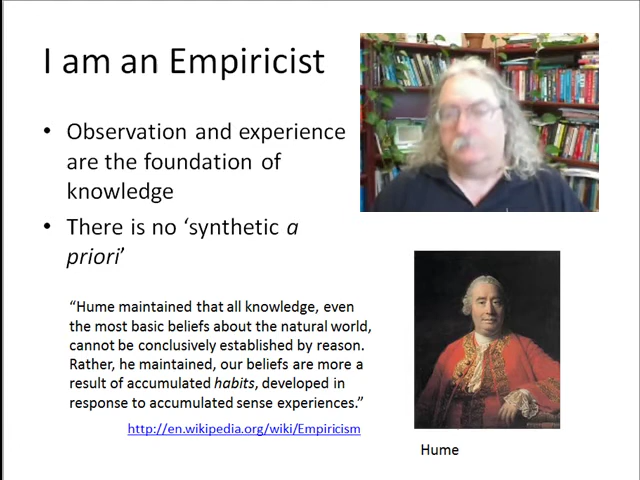 I am an Empiricist
• Observation and experience
are the foundation of
knowledge
• There is no ‘synthetic a
priori’
“Hume maintained that all knowledge, even
the most basic beliefs about the natural world,
cannot be conclusively established by reason.
Rather, he maintained, our beliefs are more a
result of accumulated habits, developed in
response to accumulated sense experiences.”
http://en.wikipedia.org/wiki/Empiricism
Hume